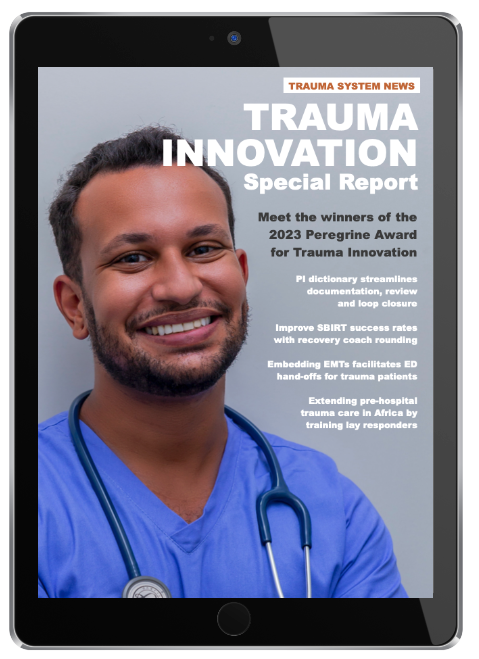 TRAUMA SYSTEM NEWS
TRAUMA
INNOVATION
Special Report
Meet the winners of the
2023 Peregrine Award
for Trauma Innovation
PI dictionary streamlines
documentation, review
and loop closure
Improve SBIRT success rates
with recovery coach rounding
Embedding EMTs facilitates ED
hand-offs for trauma patients
Extending pre-hospital
trauma care in Africa by
training lay responders